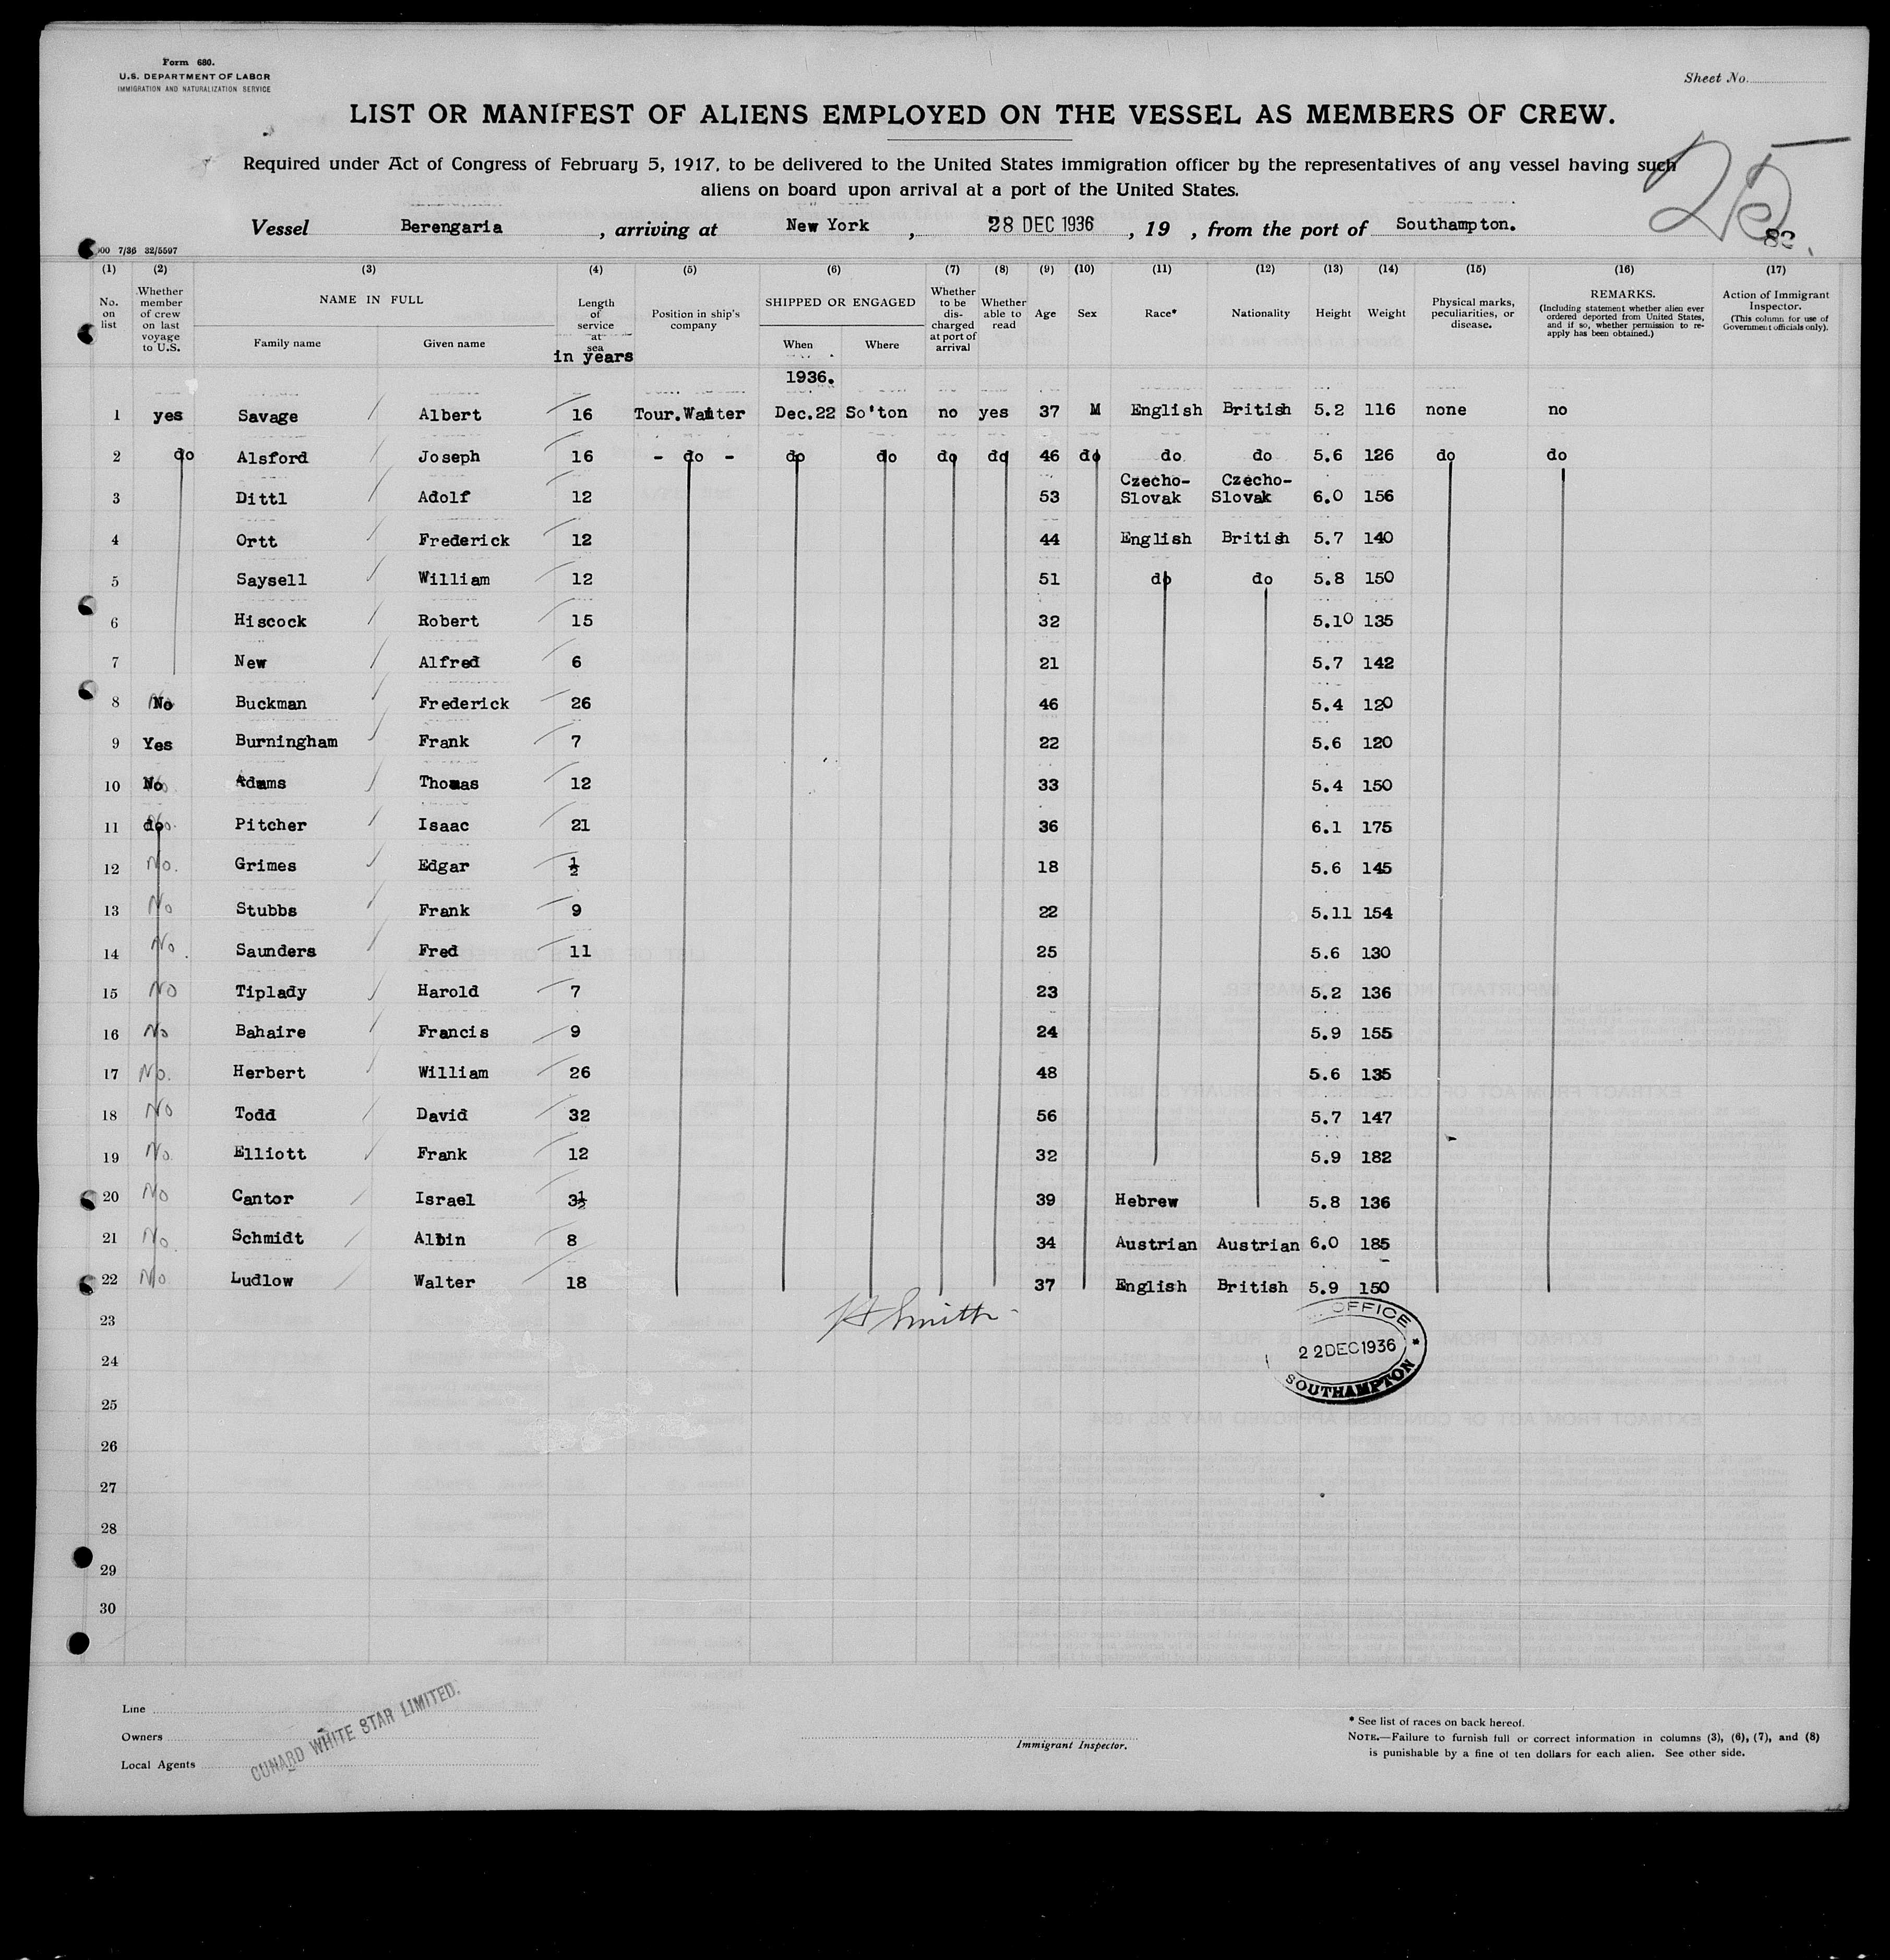 Form 680.
U.S. DEPARTMENT OF LABOR
IMMIGRATION AND NATURALIZATION SERVICE
Sheet No.
LIST OR MANIFEST OF ALIENS EMPLOYED ON THE VESSEL AS MEMBERS OF CREW.
25
Required under Act of Congress of February 5, 1917, to be delivered to the United States immigration officer by the representatives of any vessel having such
aliens on board upon arrival at a port of the United States.
Vessel Berengaria , arriving at New York , 28 DEC 1936 , 19 , from the port of Southampton.
7/36 32/5597
(1) (2) (3) (4) (5) (6) (7) (8) (9) (10) (11) (12) (13) (14) (15) (16) (17)
No. on list Whether member of crew on last voyage to U.S. NAME IN FULL Family name Given name Length of service at sea in years Position in ship's company SHIPPED OR ENGAGED When Where Whether to be discharged at port of arrival Whether able to read Age Sex Race* Nationality Height Weight Physical marks, peculiarities, or disease. REMARKS. (Including statement whether alien ever ordered deported from United States, and if so, whether permission to reapply has been obtained.) Action of Immigrant Inspector. (This column for use of Government officials only).
1936.
1 yes Savage Albert 16 Tour.Waiter Dec.22 So'ton no yes 37 M English British 5.2 116 none no
2 do Alsford Joseph 16 - do - do do do do 46 do do do 5.6 126 do do
3 Dittl Adolf 12 53 Czecho-Slovak Czecho-Slovak 6.0 156
4 Ortt Frederick 12 44 English British 5.7 140
5 Saysell William 12 51 do do 5.8 150
6 Hiscock Robert 15 32 5.10 135
7 New Alfred 6 21 5.7 142
8 No Buckman Frederick 26 46 5.4 120
9 Yes Burningham Frank 7 22 5.6 120
10 No Adams Thomas 12 33 5.4 150
11 do Pitcher Isaac 21 36 6.1 175
12 No. Grimes Edgar ½ 18 5.6 145
13 No Stubbs Frank 9 22 5.11 154
14 No. Saunders Fred 11 25 5.6 130
15 No Tiplady Harold 7 23 5.2 136
16 No Bahaire Francis 9 24 5.9 155
17 No. Herbert William 26 48 5.6 135
18 No Todd David 32 56 5.7 147
19 No. Elliott Frank 12 32 5.9 182
20 No Cantor Israel 3½ 39 Hebrew 5.8 136
21 No. Schmidt Albin 8 34 Austrian Austrian 6.0 185
22 No Ludlow Walter 18 37 English British 5.9 150
23
Smith
OFFICE
22 DEC 1936
SOUTHAMPTON
24
25
26
27
28
29
30
Line
Owners
Local Agents
CUNARD WHITE STAR LIMITED.
Immigrant Inspector.
* See list of races on back hereof.
NOTE.—Failure to furnish full or correct information in columns (3), (6), (7), and (8)
is punishable by a fine of ten dollars for each alien. See other side.